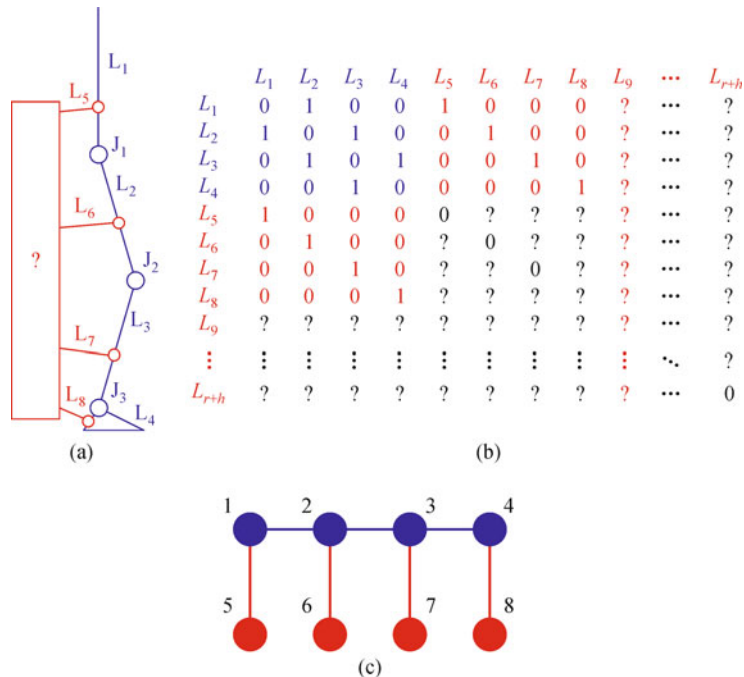 L₁
L₅
J₁
L₂
L₆
?
J₂
L₃
L₇
J₃
L₈
L₄
(a)
L₁ L₂ L₃ L₄ L₅ L₆ L₇ L₈ L₉ ⋯ Lᵣ₊ₕ
L₁ 0 1 0 0 1 0 0 0 ? ⋯ ?
L₂ 1 0 1 0 0 1 0 0 ? ⋯ ?
L₃ 0 1 0 1 0 0 1 0 ? ⋯ ?
L₄ 0 0 1 0 0 0 0 1 ? ⋯ ?
L₅ 1 0 0 0 0 ? ? ? ? ⋯ ?
L₆ 0 1 0 0 ? 0 ? ? ? ⋯ ?
L₇ 0 0 1 0 ? ? 0 ? ? ⋯ ?
L₈ 0 0 0 1 ? ? ? ? ? ⋯ ?
L₉ ? ? ? ? ? ? ? ? ? ⋯ ?
⋮ ⋮ ⋮ ⋮ ⋮ ⋮ ⋮ ⋮ ⋮ ⋮ ⋱ ?
Lᵣ₊ₕ ? ? ? ? ? ? ? ? ? ⋯ 0
(b)
1 2 3 4
5 6 7 8
(c)